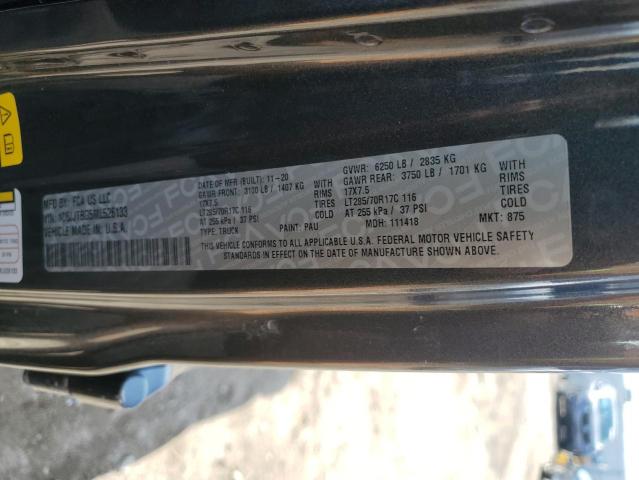 MFD BY: FCA US LLC
VEHICLE MADE IN U.S.A.
DATE OF MFR (BUILT): 11-20
GAWR FRONT: 3100 LB / 1407 KG
WITH
17X7.5
RIMS
LT285/70R17C 116
TIRES
AT 255 kPa / 37 PSI
COLD
TYPE: TRUCK
PAINT: PAU
GVWR: 6250 LB / 2835 KG
GAWR REAR: 3750 LB / 1701 KG
WITH
17X7.5
RIMS
LT285/70R17C 116
TIRES
AT 255 kPa / 37 PSI
COLD
MDH: 111418
MKT: 875
THIS VEHICLE CONFORMS TO ALL APPLICABLE U.S.A. FEDERAL MOTOR VEHICLE SAFETY
STANDARDS IN EFFECT ON THE DATE OF MANUFACTURE SHOWN ABOVE.